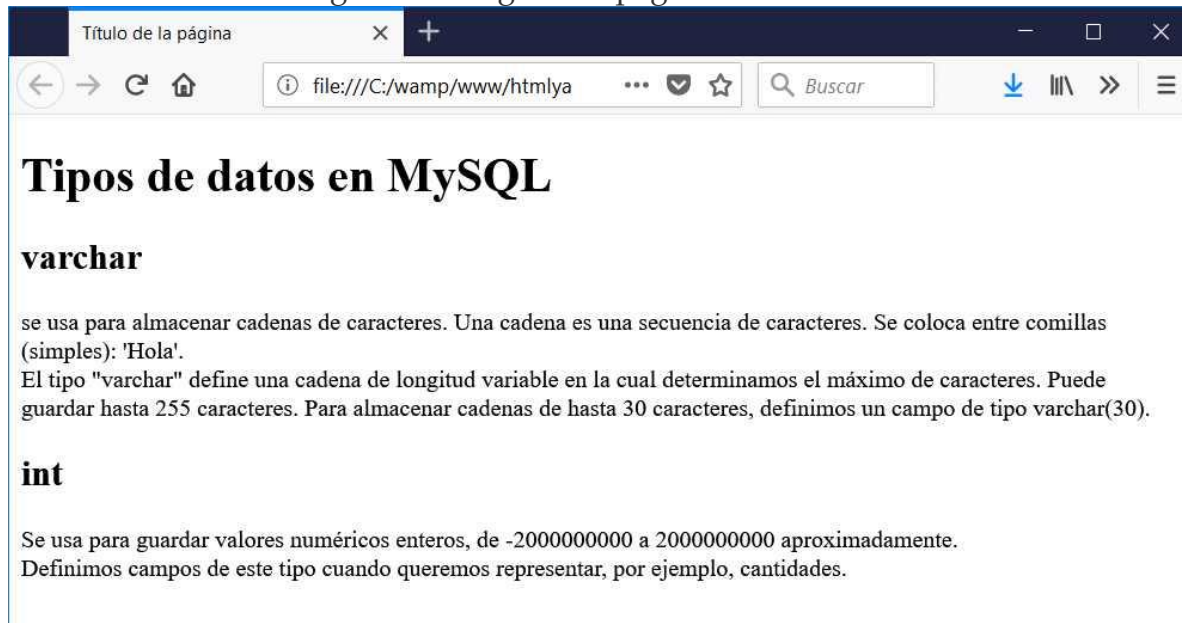 Título de la página
file:///C:/wamp/www/htmlya
Buscar
Tipos de datos en MySQL
varchar
se usa para almacenar cadenas de caracteres. Una cadena es una secuencia de caracteres. Se coloca entre comillas
(simples): 'Hola'.
El tipo "varchar" define una cadena de longitud variable en la cual determinamos el máximo de caracteres. Puede
guardar hasta 255 caracteres. Para almacenar cadenas de hasta 30 caracteres, definimos un campo de tipo varchar(30).
int
Se usa para guardar valores numéricos enteros, de -2000000000 a 2000000000 aproximadamente.
Definimos campos de este tipo cuando queremos representar, por ejemplo, cantidades.